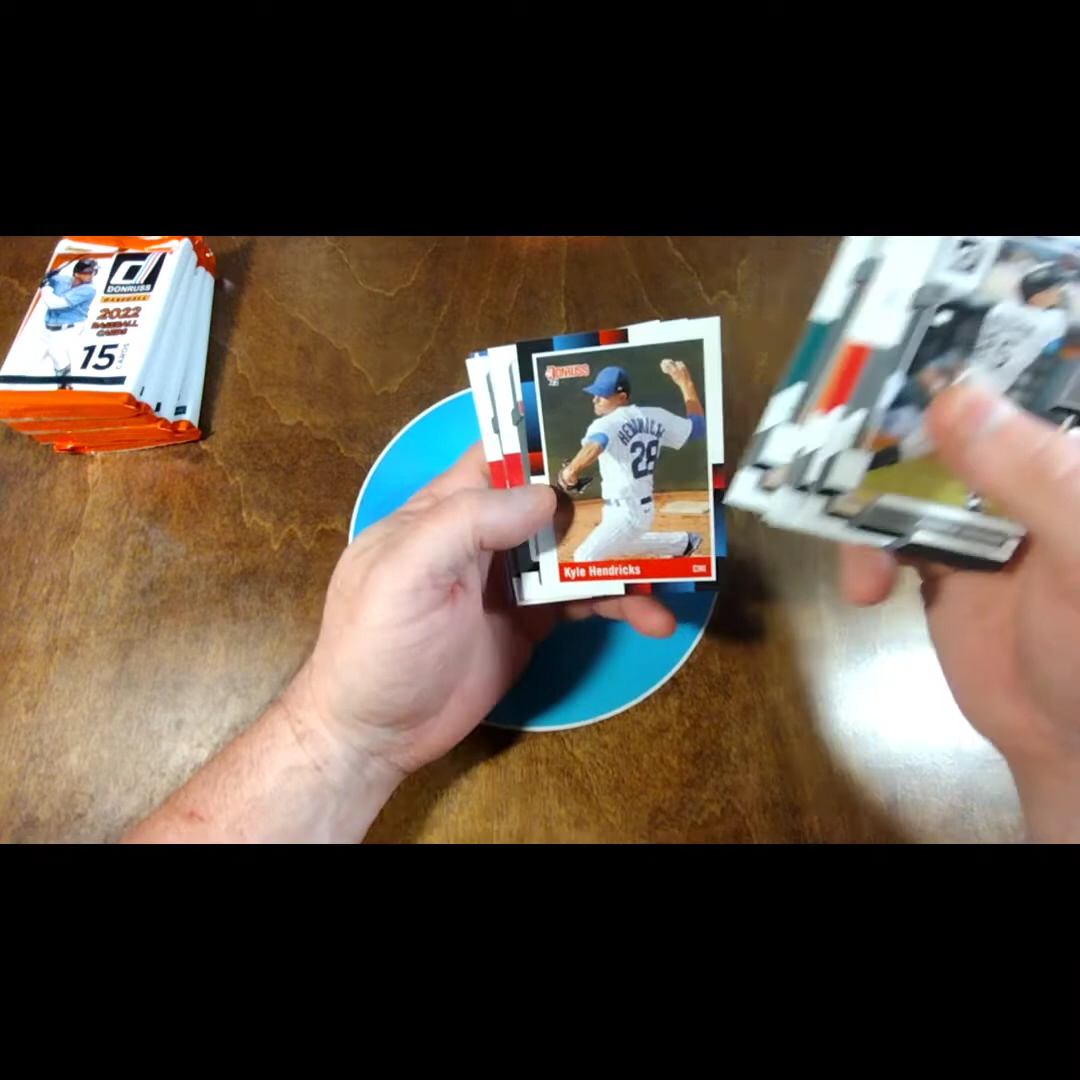 DONRUSS
BASEBALL
2022
BASEBALL
CARDS
15
CARDS
DONRUSS
HENDRICKS
28
Kyle Hendricks
CHI